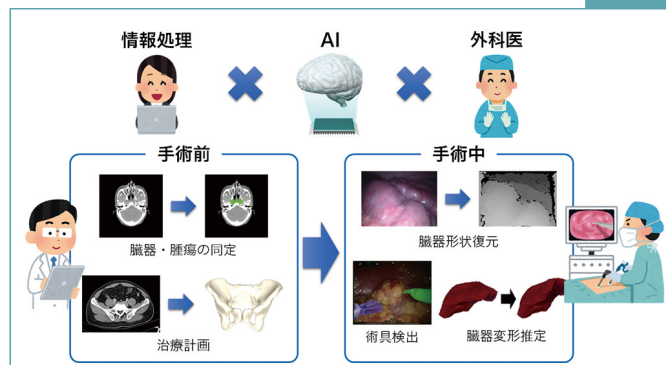 情報処理
AI
外科医
手術前
臓器・腫瘍の同定
治療計画
手術中
臓器形状復元
術具検出
臓器変形推定